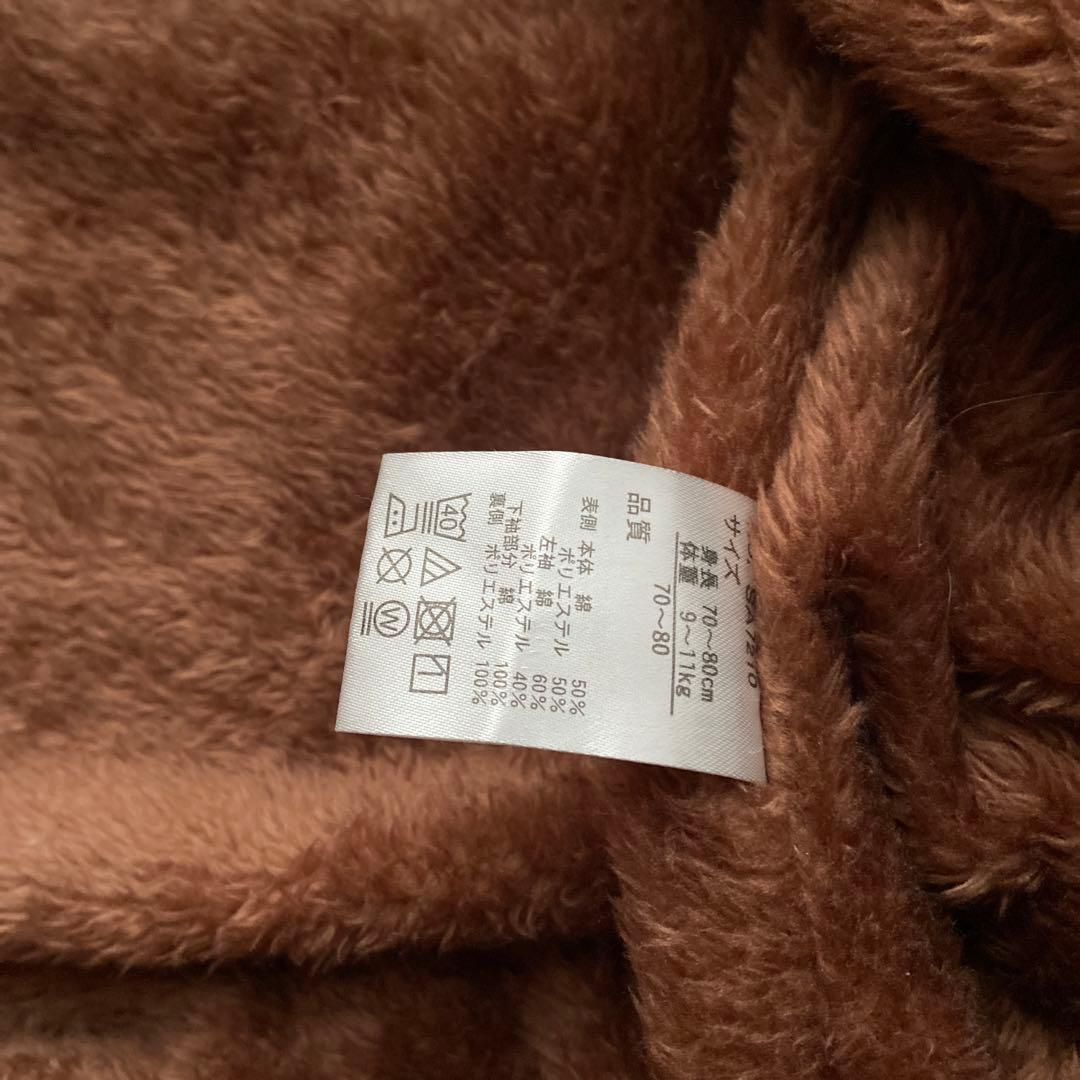 SA7210
サイズ
身長 70～80cm
体重 9～11kg
70～80
品質
表側 本体 綿 50%
ポリエステル 50%
左袖 綿 60%
ポリエステル 40%
下袖部分 綿 100%
裏側 ポリエステル 100%
40
W